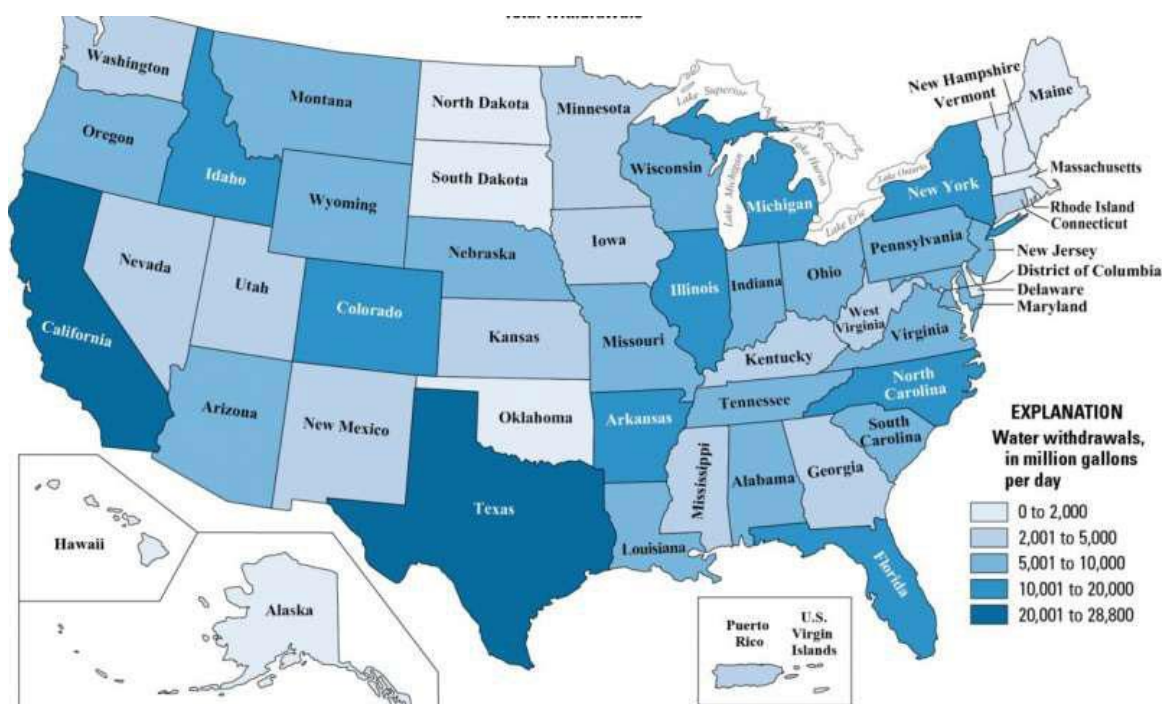 Total withdrawals
Washington
Montana
North Dakota
Minnesota
Lake Superior
New Hampshire
Vermont
Maine
Oregon
Idaho
South Dakota
Wisconsin
Lake Michigan
Lake Huron
Michigan
Lake Ontario
New York
Massachusetts
Wyoming
Lake Erie
Rhode Island
Connecticut
Nebraska
Iowa
Pennsylvania
New Jersey
Nevada
Utah
Colorado
Illinois
Indiana
Ohio
District of Columbia
Delaware
Maryland
California
Kansas
Missouri
West
Virginia
Virginia
Kentucky
Arizona
New Mexico
Oklahoma
Arkansas
Tennessee
North
Carolina
South
Carolina
Texas
Louisiana
Mississippi
Alabama
Georgia
Florida
Hawaii
Alaska
Puerto
Rico
U.S.
Virgin
Islands
EXPLANATION
Water withdrawals,
in million gallons
per day
0 to 2,000
2,001 to 5,000
5,001 to 10,000
10,001 to 20,000
20,001 to 28,800